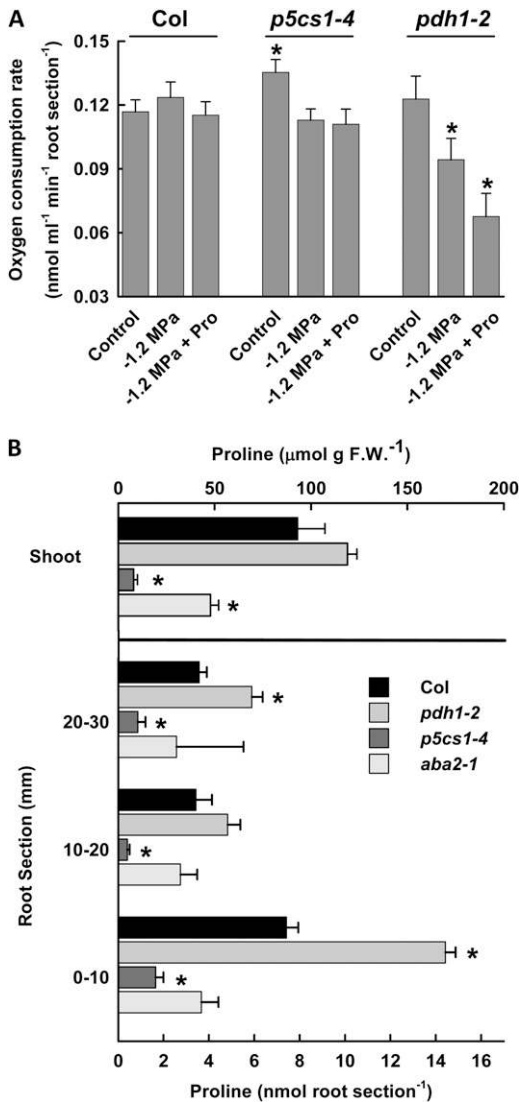 A
Col p5cs1-4 pdh1-2
Oxygen consumption rate
(nmol ml-1 min-1 root section-1)
0.15
0.12
0.09
0.06
0.03
*
*
*
Control
-1.2 MPa
-1.2 MPa + Pro
Control
-1.2 MPa
-1.2 MPa + Pro
Control
-1.2 MPa
-1.2 MPa + Pro
B
Proline (μmol g F.W.-1)
0 50 100 150 200
Shoot
*
*
Root Section (mm)
20-30
*
*
Col
pdh1-2
p5cs1-4
aba2-1
10-20
*
0-10
*
*
0 2 4 6 8 10 12 14 16
Proline (nmol root section-1)